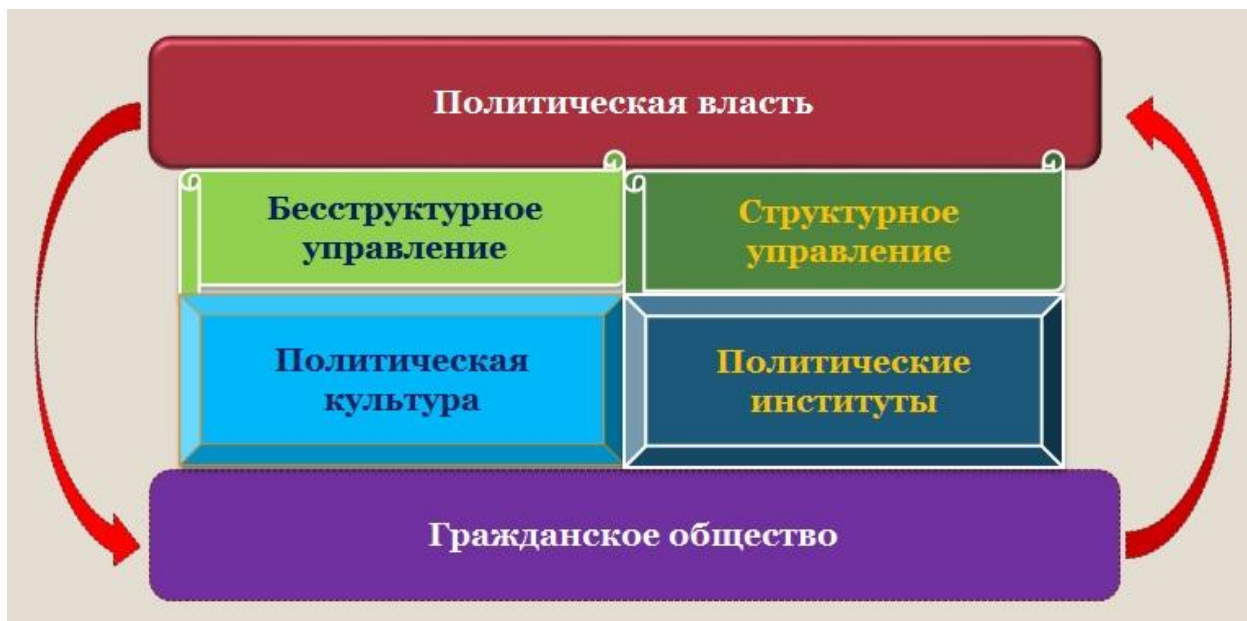 Политическая власть
Бесструктурное
управление
Структурное
управление
Политическая
культура
Политические
институты
Гражданское общество